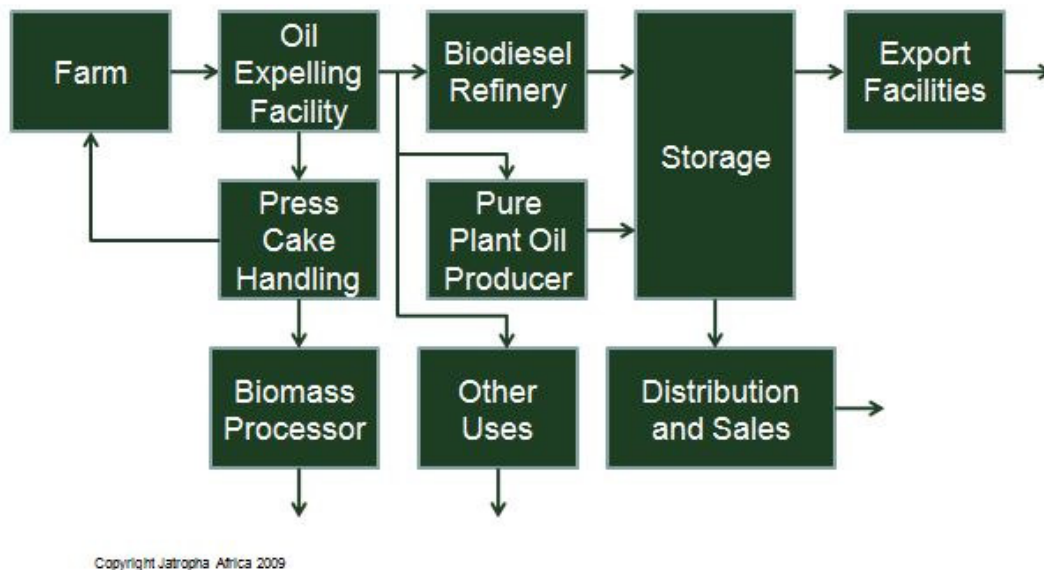 Farm
Oil
Expelling
Facility
Biodiesel
Refinery
Storage
Export
Facilities
Press
Cake
Handling
Pure
Plant Oil
Producer
Biomass
Processor
Other
Uses
Distribution
and Sales
Copyright Jatropha Africa 2009